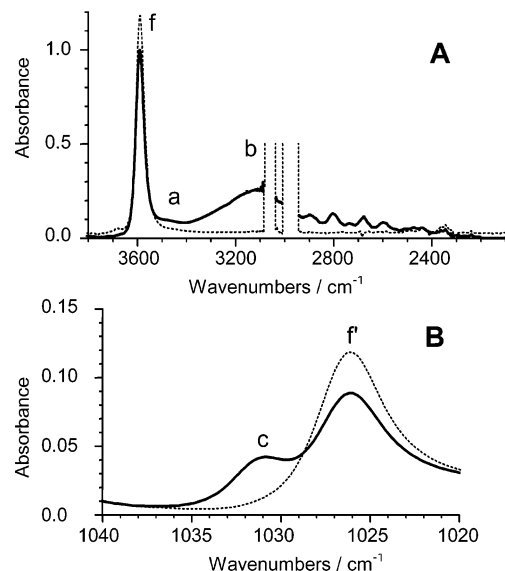 f
A
1.0
Absorbance
b
0.5
a
0.0
3600
3200
2800
2400
Wavenumbers / cm-1
0.15
B
f'
0.10
Absorbance
c
0.05
0.00
1040
1035
1030
1025
1020
Wavenumbers / cm-1